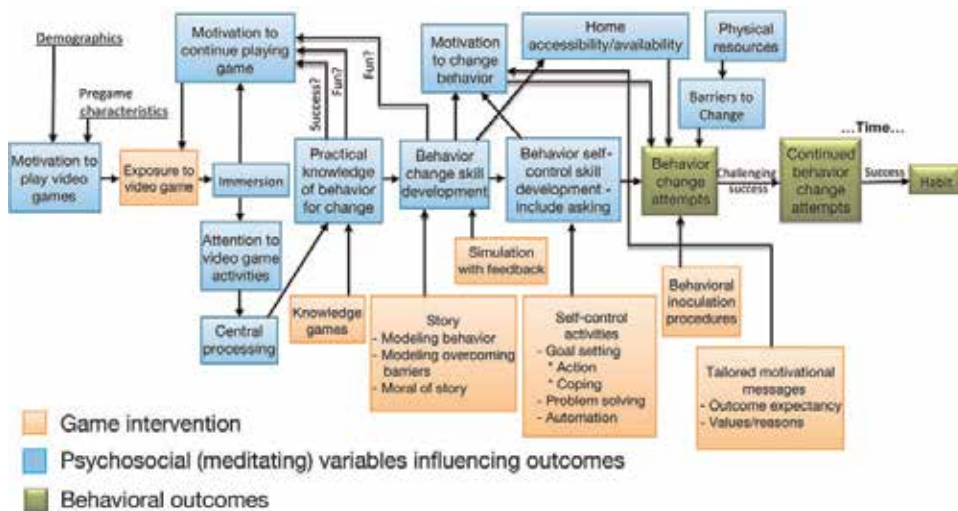 Demographics
Pregame
characteristics
Motivation to
play video
games
Exposure to
video game
Motivation to
continue playing
game
Immersion
Attention to
video game
activities
Central
processing
Success?
Fun?
Fun?
Practical
knowledge
of behavior
for change
Knowledge
games
Behavior
change skill
development
Story
- Modeling behavior
- Modeling overcoming
barriers
- Moral of story
Simulation
with feedback
Motivation
to change
behavior
Behavior self-
control skill
development -
include asking
Self-control
activities
- Goal setting
* Action
* Coping
- Problem solving
- Automation
Home
accessibility/availability
Physical
resources
Barriers to
Change
Behavior
change
attempts
Behavioral
inoculation
procedures
Tailored motivational
messages
- Outcome expectancy
- Values/reasons
Challenging
success
...Time...
Continued
behavior
change
attempts
Success
Habit
Game intervention
Psychosocial (meditating) variables influencing outcomes
Behavioral outcomes